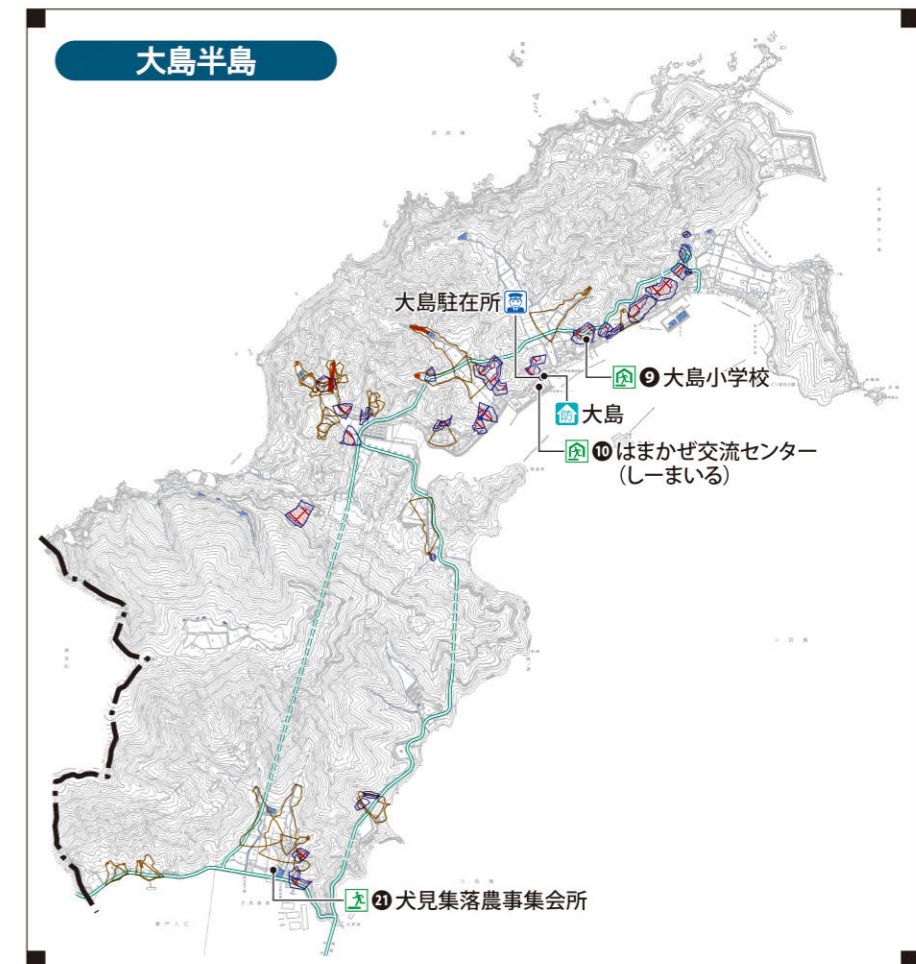 大島半島
大島駐在所
❾大島小学校
防 大島
❿はまかぜ交流センター
(しーまいる)
㉑犬見集落農事集会所